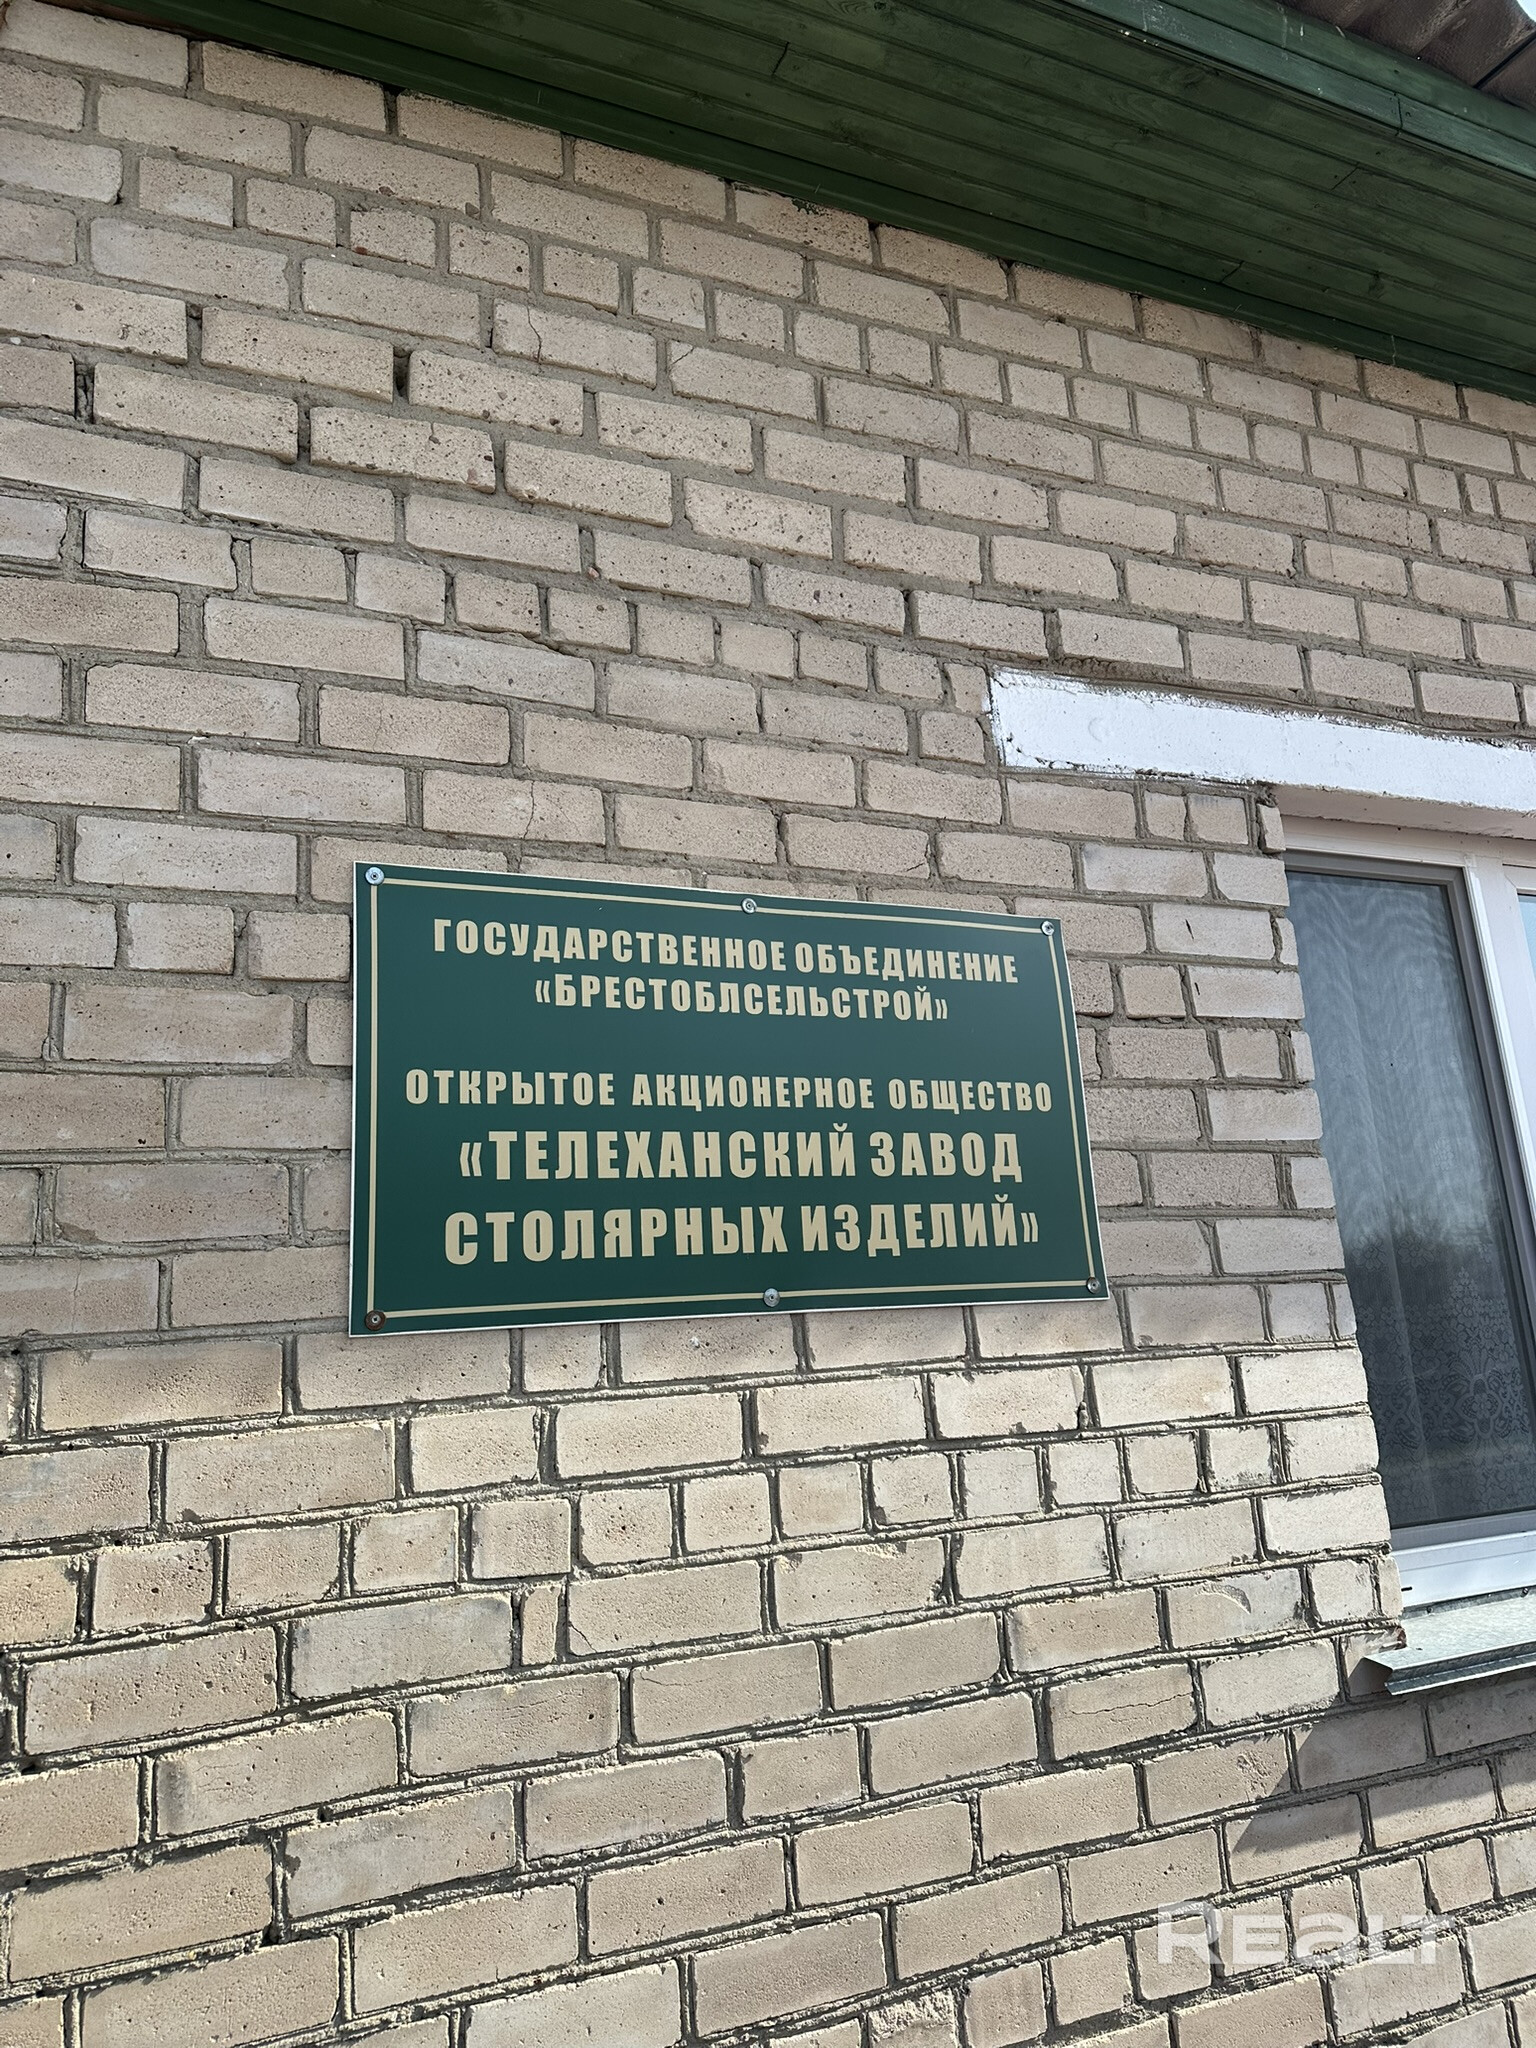 ГОСУДАРСТВЕННОЕ ОБЪЕДИНЕНИЕ
«БРЕСТОБЛСЕЛЬСТРОЙ»
ОТКРЫТОЕ АКЦИОНЕРНОЕ ОБЩЕСТВО
«ТЕЛЕХАНСКИЙ ЗАВОД
СТОЛЯРНЫХ ИЗДЕЛИЙ»
REALT